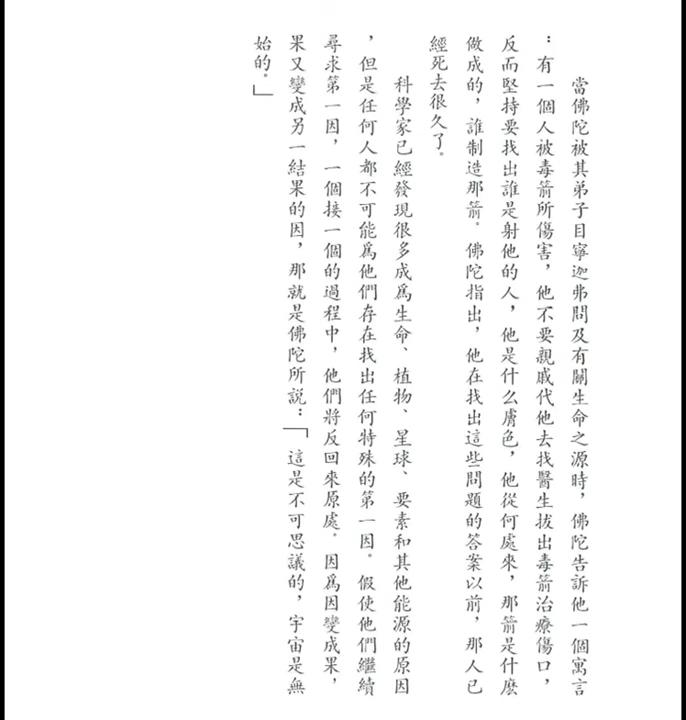 當佛陀被其弟子目寧迦弗問及有關生命之源時，佛陀告訴他一個寓言
：有一個人被毒箭所傷害，他不要親戚代他去找醫生拔出毒箭治療傷口，
反而堅持要找出誰是射他的人，他是什么膚色，他從何處來，那箭是什麽
做成的，誰制造那箭。佛陀指出，他在找出這些問題的答案以前，那人已
經死去很久了。
科學家已經發現很多成爲生命、植物、星球、要素和其他能源的原因
，但是任何人都不可能爲他們存在找出任何特殊的第一因。假使他們繼續
尋求第一因，一個接一個的過程中，他們將反回來原處。因爲因變成果，
果又變成另一結果的因，那就是佛陀所説：「這是不可思議的，宇宙是無
始的。」